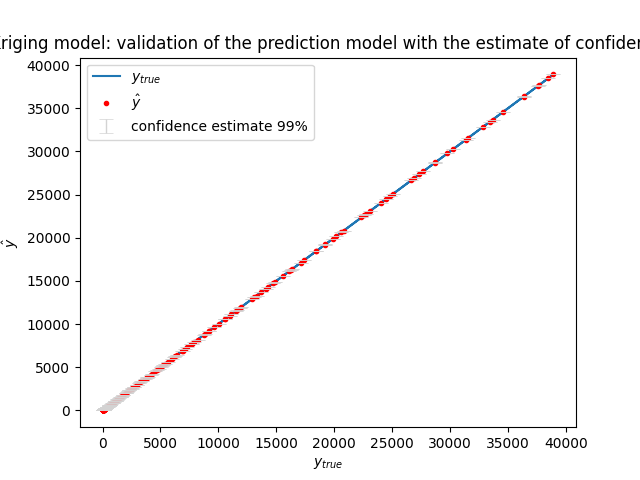 riging model: validation of the prediction model with the estimate of confiden
40000
35000
30000
25000
20000
15000
10000
5000
0
ŷ
y_true
ŷ
confidence estimate 99%
0 5000 10000 15000 20000 25000 30000 35000 40000
y_true